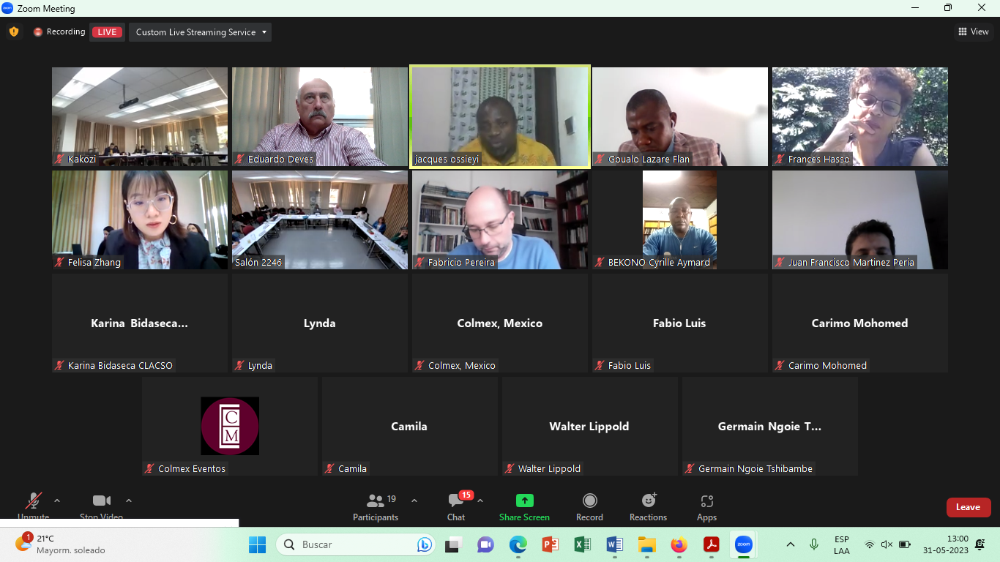 Zoom Meeting
Recording
LIVE
Custom Live Streaming Service
View
Kakozi
Eduardo Deves
jacques ossieyi
Goualo Lazare Flan
Frances Hasso
Felisa Zhang
Salón 2246
Fabricio Pereira
BEKONO Cyrille Aymard
Juan Francisco Martinez Peria
Karina Bidaseca...
Lynda
Colmex, Mexico
Fabio Luis
Carimo Mohomed
Karina Bidaseca CLACSO
Lynda
Colmex, Mexico
Fabio Luis
Carimo Mohomed
C
M
Camila
Walter Lippold
Germain Ngoie T...
Colmex Eventos
Camila
Walter Lippold
Germain Ngoie Tshibambe
Unmute
Stop Video
19
Participants
15
Chat
Share Screen
Record
Reactions
Apps
Leave
1
21°C
Mayorm. soleado
Buscar
zoom
ESP
LAA
13:00
31-05-2023